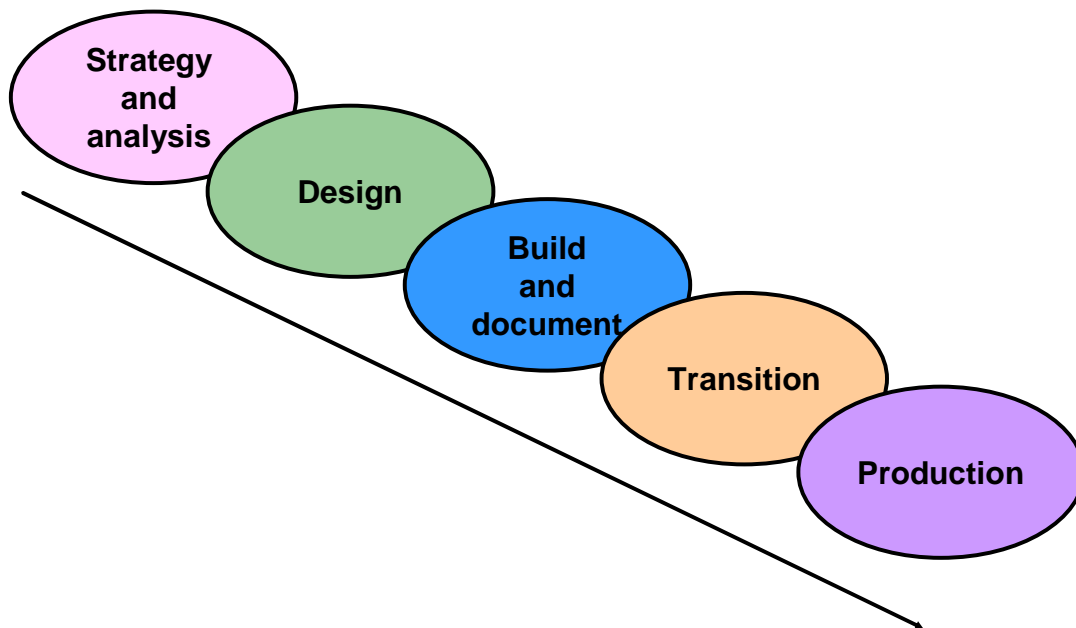 Strategy
and
analysis
Design
Build
and
document
Transition
Production